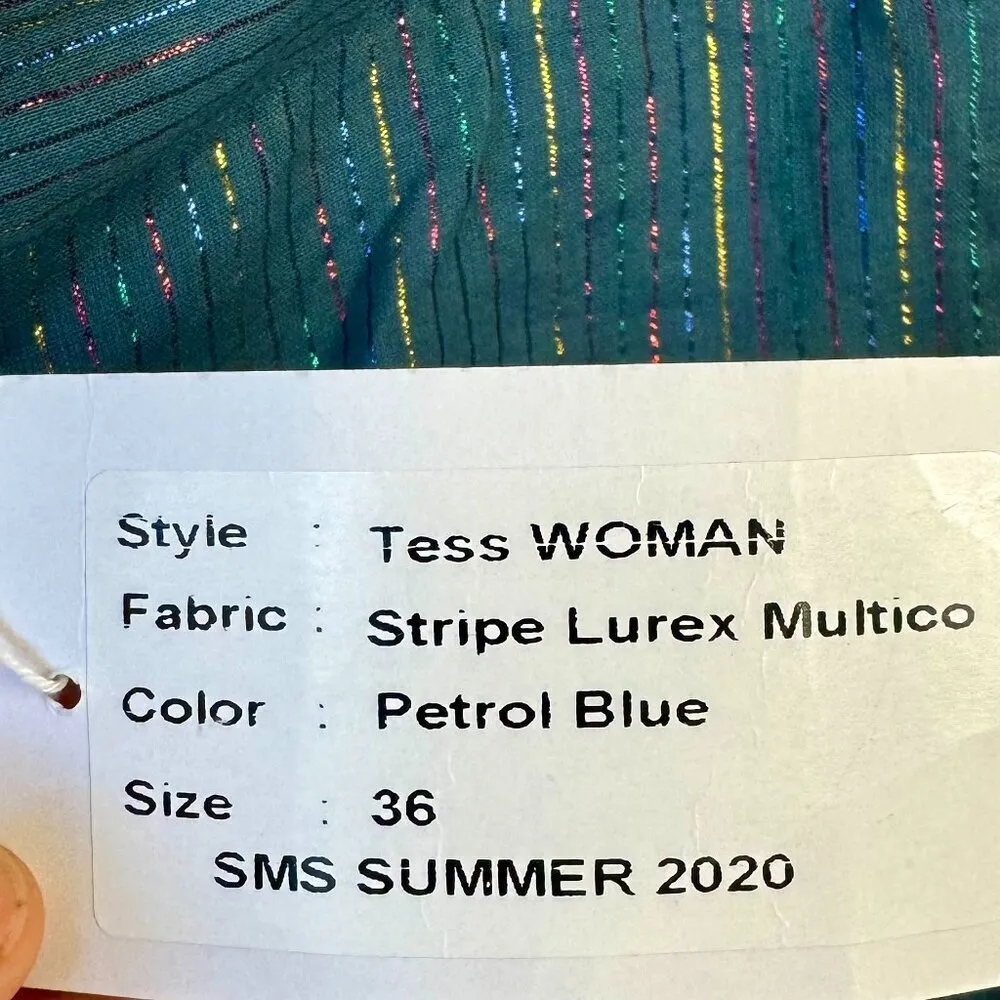 Style : Tess WOMAN
Fabric : Stripe Lurex Multico
Color : Petrol Blue
Size : 36
SMS SUMMER 2020